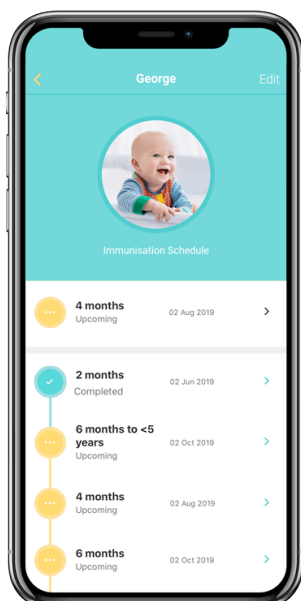 George
Edit
Immunisation Schedule
4 months
Upcoming
02 Aug 2019
2 months
Completed
02 Jun 2019
6 months to <5
years
Upcoming
02 Oct 2019
4 months
Upcoming
02 Aug 2019
6 months
Upcoming
02 Oct 2019